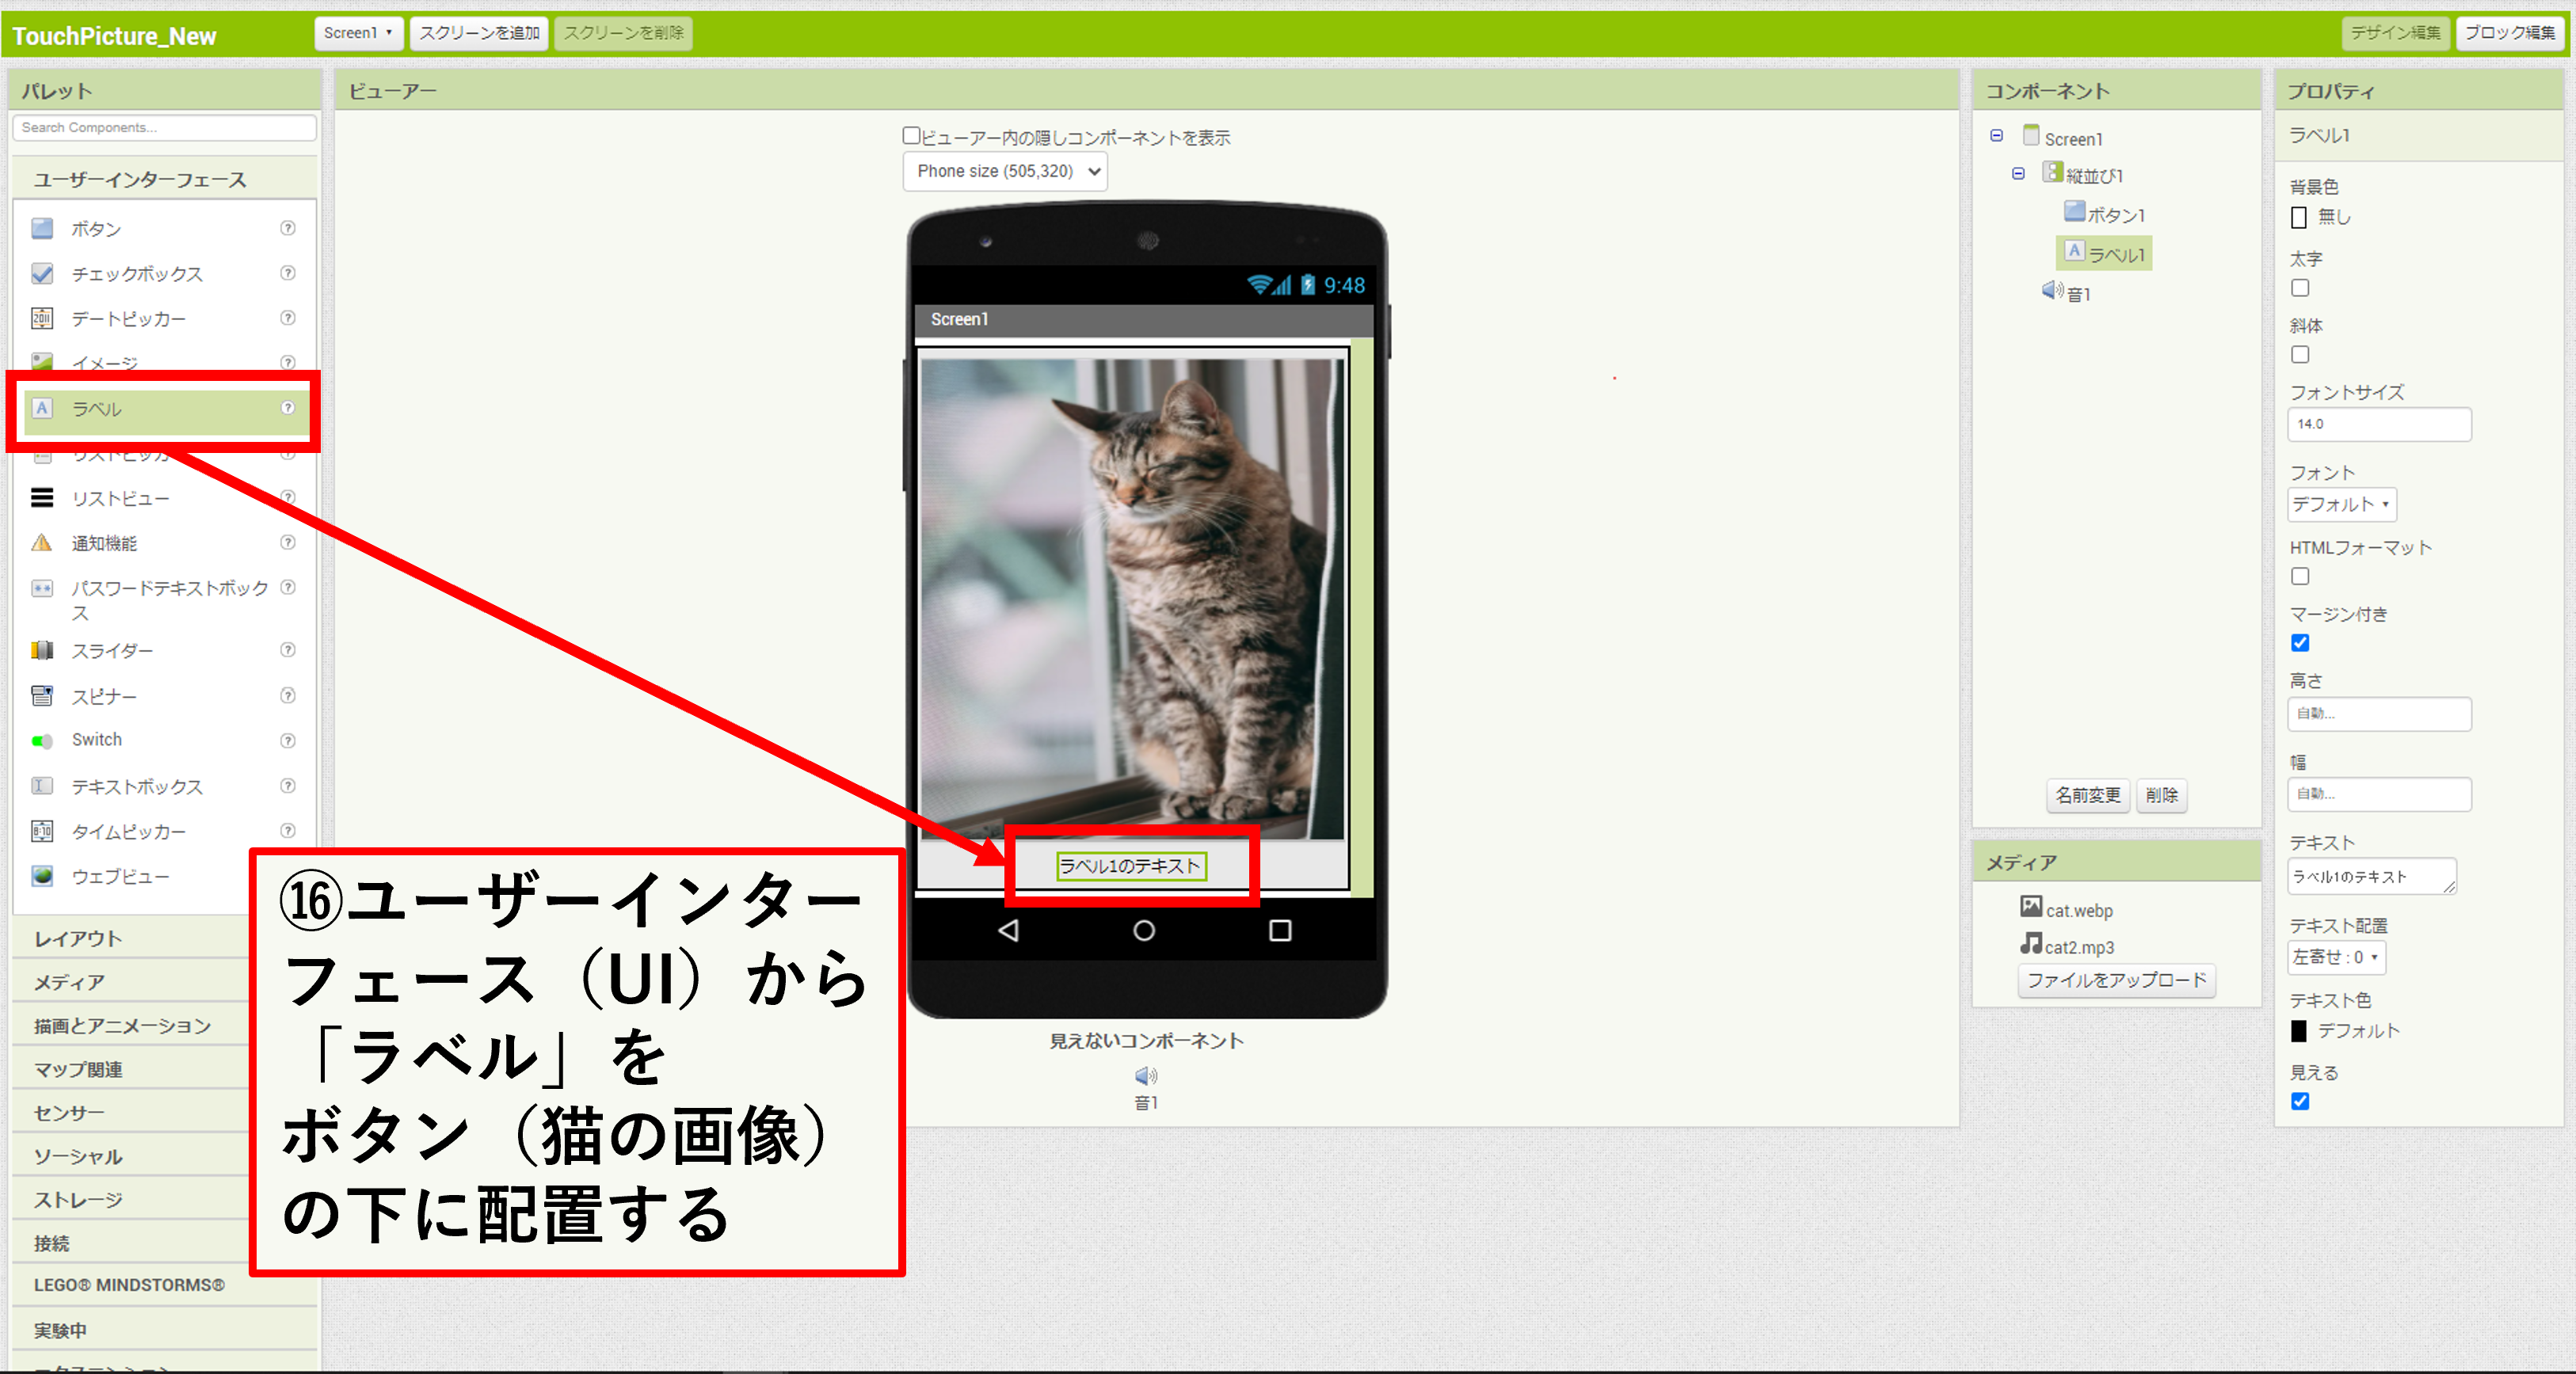 TouchPicture_New
Screen1
スクリーンを追加
スクリーンを削除
デザイン編集
ブロック編集
パレット
Search Components...
ユーザーインターフェース
ボタン
チェックボックス
デートピッカー
イメージ
ラベル
リストピッカー
リストビュー
通知機能
パスワードテキストボック
ス
スライダー
スピナー
Switch
テキストボックス
タイムピッカー
ウェブビュー
レイアウト
メディア
描画とアニメーション
マップ関連
センサー
ソーシャル
ストレージ
接続
LEGO® MINDSTORMS®
実験中
ビューアー
ビューアー内の隠しコンポーネントを表示
Phone size (505,320)
9:48
Screen1
ラベル1のテキスト
見えないコンポーネント
音1
⑯ユーザーインター
フェース（UI）から
「ラベル」を
ボタン（猫の画像）
の下に配置する
コンポーネント
Screen1
縦並び1
ボタン1
ラベル1
音1
名前変更
削除
メディア
cat.webp
cat2.mp3
ファイルをアップロード
プロパティ
ラベル1
背景色
無し
太字
斜体
フォントサイズ
14.0
フォント
デフォルト
HTMLフォーマット
マージン付き
高さ
自動...
幅
自動...
テキスト
ラベル1のテキスト
テキスト配置
左寄せ : 0
テキスト色
デフォルト
見える